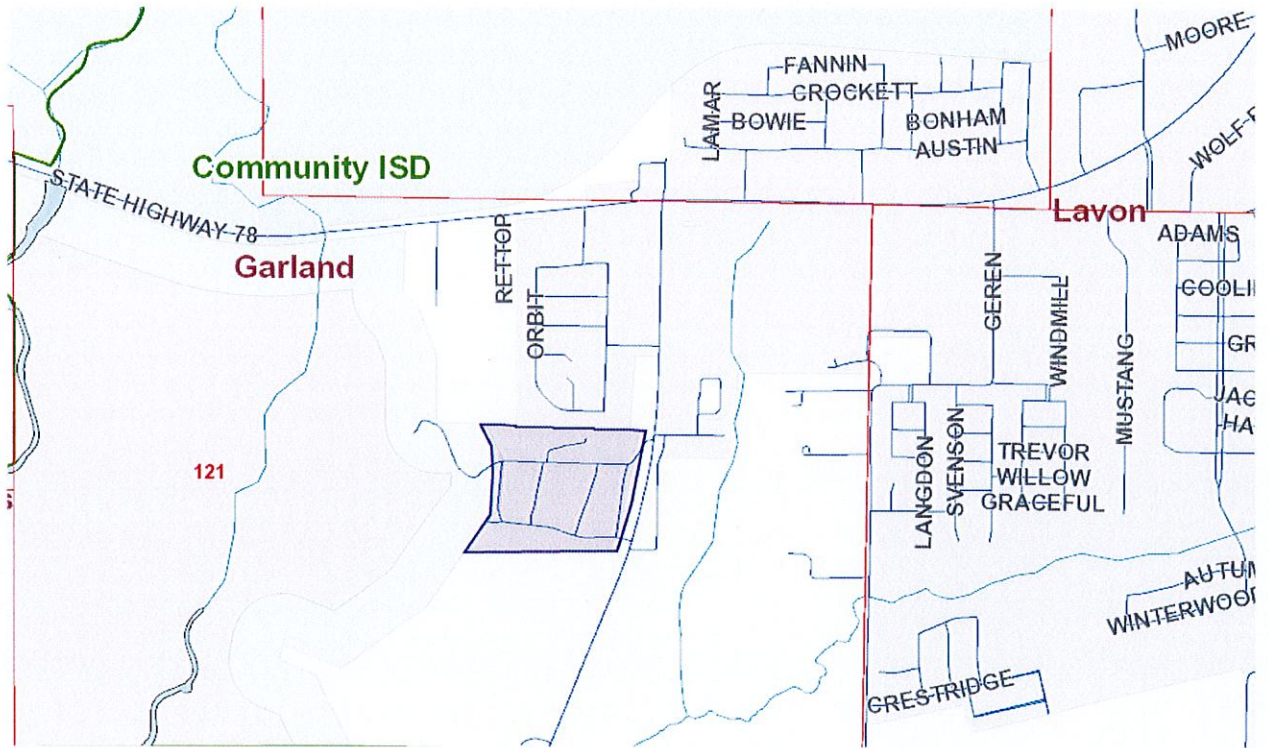 MOORE
FANNIN
CROCKETT
LAMAR
BOWIE
BONHAM
AUSTIN
WOLF
Community ISD
STATE HIGHWAY 78
Lavon
Garland
ADAMS
RETTOP
ORBIT
GEREN
WINDMILL
COOLI
GR
MUSTANG
JAC
HA
121
LANGDON
SVENSON
TREVOR
WILLOW
GRACEFUL
AUTUM
WINTERWOOD
CRESTRIDGE